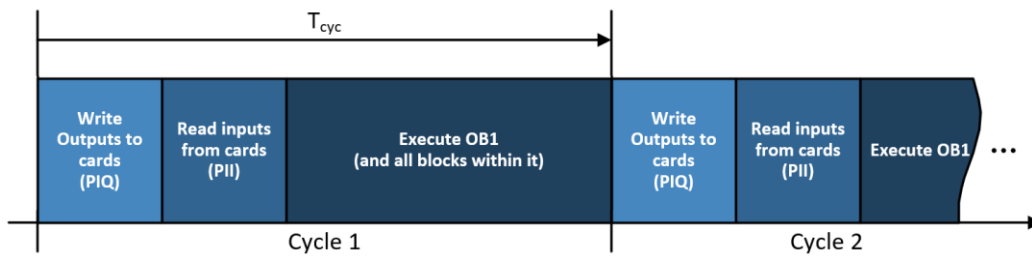 Tcyc
Write
Outputs to
cards
(PIQ)
Read inputs
from cards
(PII)
Execute OB1
(and all blocks within it)
Write
Outputs to
cards
(PIQ)
Read inputs
from cards
(PII)
Execute OB1
...
Cycle 1
Cycle 2